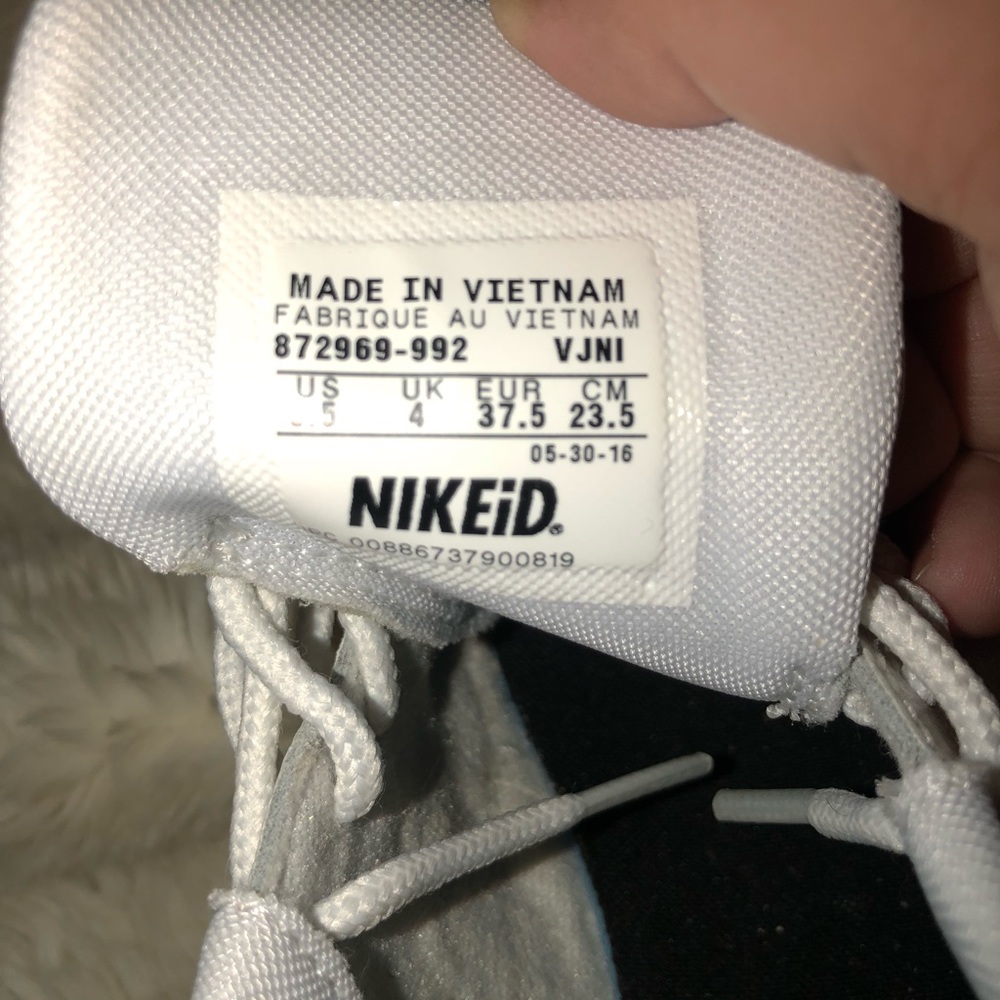 MADE IN VIETNAM
FABRIQUE AU VIETNAM
872969-992 VJNI
US UK EUR CM
.5 4 37.5 23.5
05-30-16
NIKEiD.
00886737900819